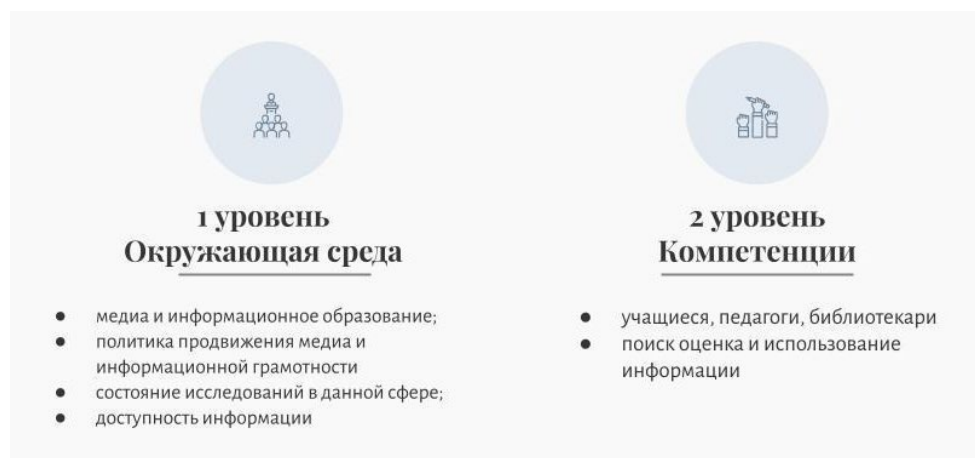 1 уровень
Окружающая среда
● медиа и информационное образование;
● политика продвижения медиа и
информационной грамотности
● состояние исследований в данной сфере;
● доступность информации
2 уровень
Компетенции
● учащиеся, педагоги, библиотекари
● поиск оценка и использование
информации